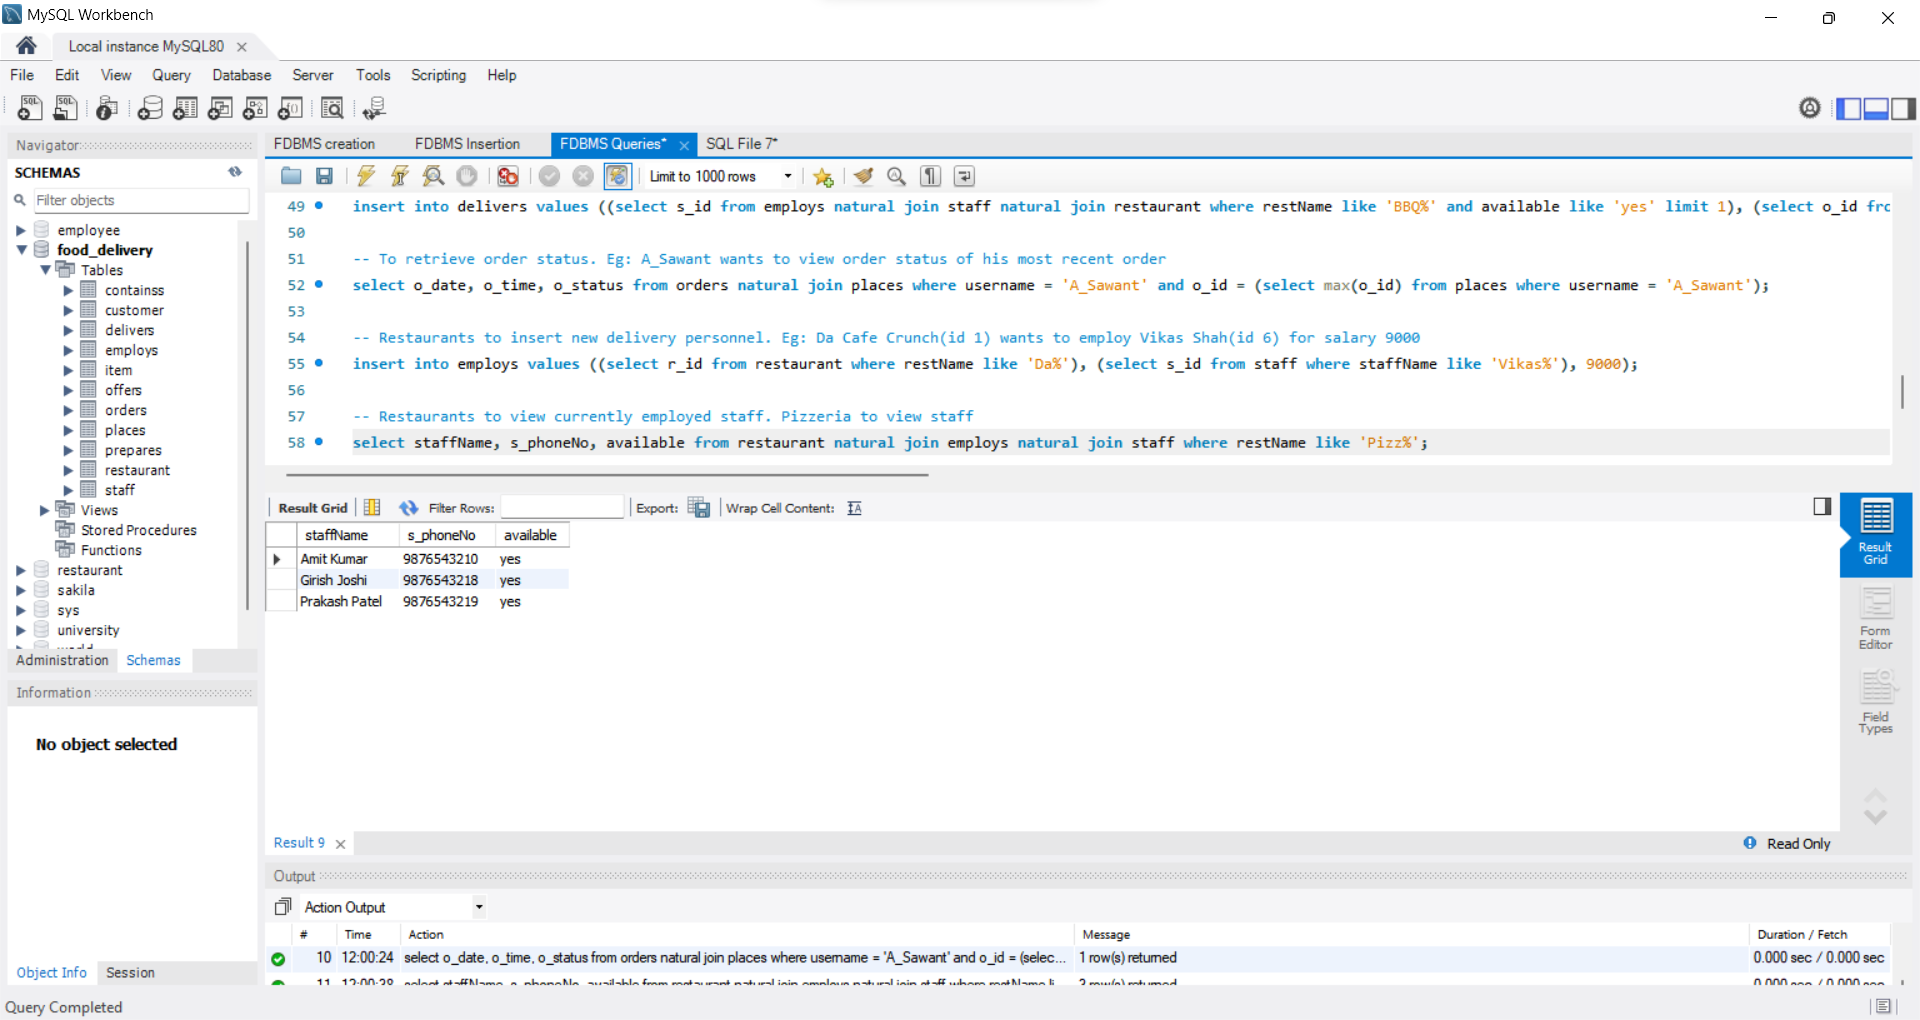 MySQL Workbench
Local instance MySQL80
File Edit View Query Database Server Tools Scripting Help
Navigator
SCHEMAS
Filter objects
employee
food_delivery
Tables
containss
customer
delivers
employs
item
offers
orders
places
prepares
restaurant
staff
Views
Stored Procedures
Functions
restaurant
sakila
sys
university
Administration Schemas
Information
No object selected
Object Info Session
Query Completed
FDBMS creation FDBMS Insertion FDBMS Queries* SQL File 7*
Limit to 1000 rows
49 insert into delivers values ((select s_id from employs natural join staff natural join restaurant where restName like 'BBQ%' and available like 'yes' limit 1), (select o_id frc
50
51 -- To retrieve order status. Eg: A_Sawant wants to view order status of his most recent order
52 select o_date, o_time, o_status from orders natural join places where username = 'A_Sawant' and o_id = (select max(o_id) from places where username = 'A_Sawant');
53
54 -- Restaurants to insert new delivery personnel. Eg: Da Cafe Crunch(id 1) wants to employ Vikas Shah(id 6) for salary 9000
55 insert into employs values ((select r_id from restaurant where restName like 'Da%'), (select s_id from staff where staffName like 'Vikas%'), 9000);
56
57 -- Restaurants to view currently employed staff. Pizzeria to view staff
58 select staffName, s_phoneNo, available from restaurant natural join employs natural join staff where restName like 'Pizz%';
Result Grid Filter Rows: Export: Wrap Cell Content:
staffName s_phoneNo available
Amit Kumar 9876543210 yes
Girish Joshi 9876543218 yes
Prakash Patel 9876543219 yes
Result Grid
Form Editor
Field Types
Result 9 Read Only
Output
Action Output
# Time Action Message Duration / Fetch
10 12:00:24 select o_date, o_time, o_status from orders natural join places where username = 'A_Sawant' and o_id = (selec... 1 row(s) returned 0.000 sec / 0.000 sec